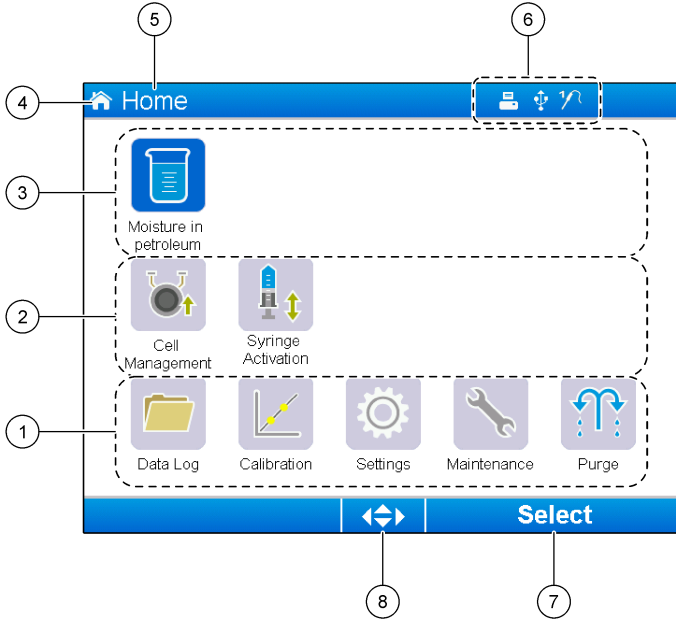 5
6
4
Home
3
Moisture in
petroleum
2
Cell
Management
Syringe
Activation
1
Data Log
Calibration
Settings
Maintenance
Purge
Select
8
7